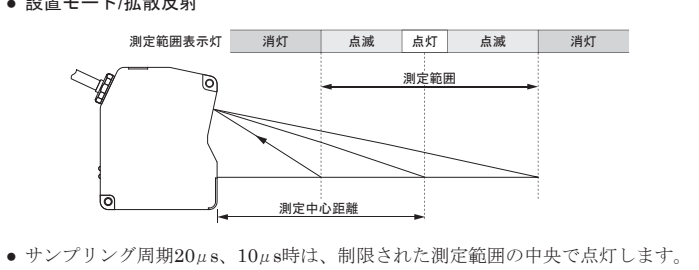 ● 設置モード/拡散反射
測定範囲表示灯 消灯 点滅 点灯 点滅 消灯
測定範囲
測定中心距離
● サンプリング周期20μs、10μs時は、制限された測定範囲の中央で点灯します。